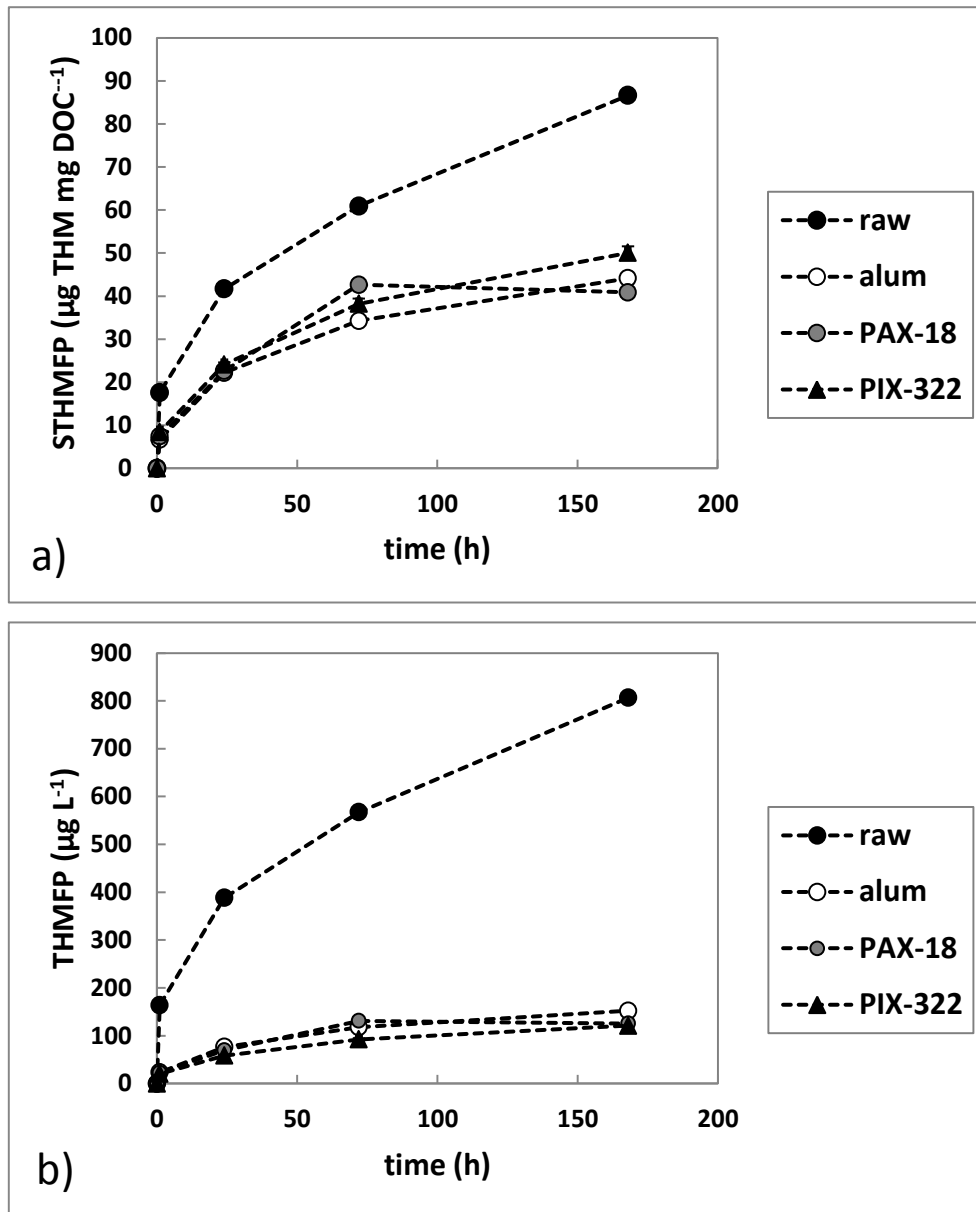 100
90
80
70
60
50
40
30
20
10
0
STHMFP (µg THM mg DOC⁻⁻¹)
0 50 100 150 200
time (h)
raw
alum
PAX-18
PIX-322
a)
900
800
700
600
500
400
300
200
100
0
THMFP (µg L⁻¹)
0 50 100 150 200
time (h)
raw
alum
PAX-18
PIX-322
b)